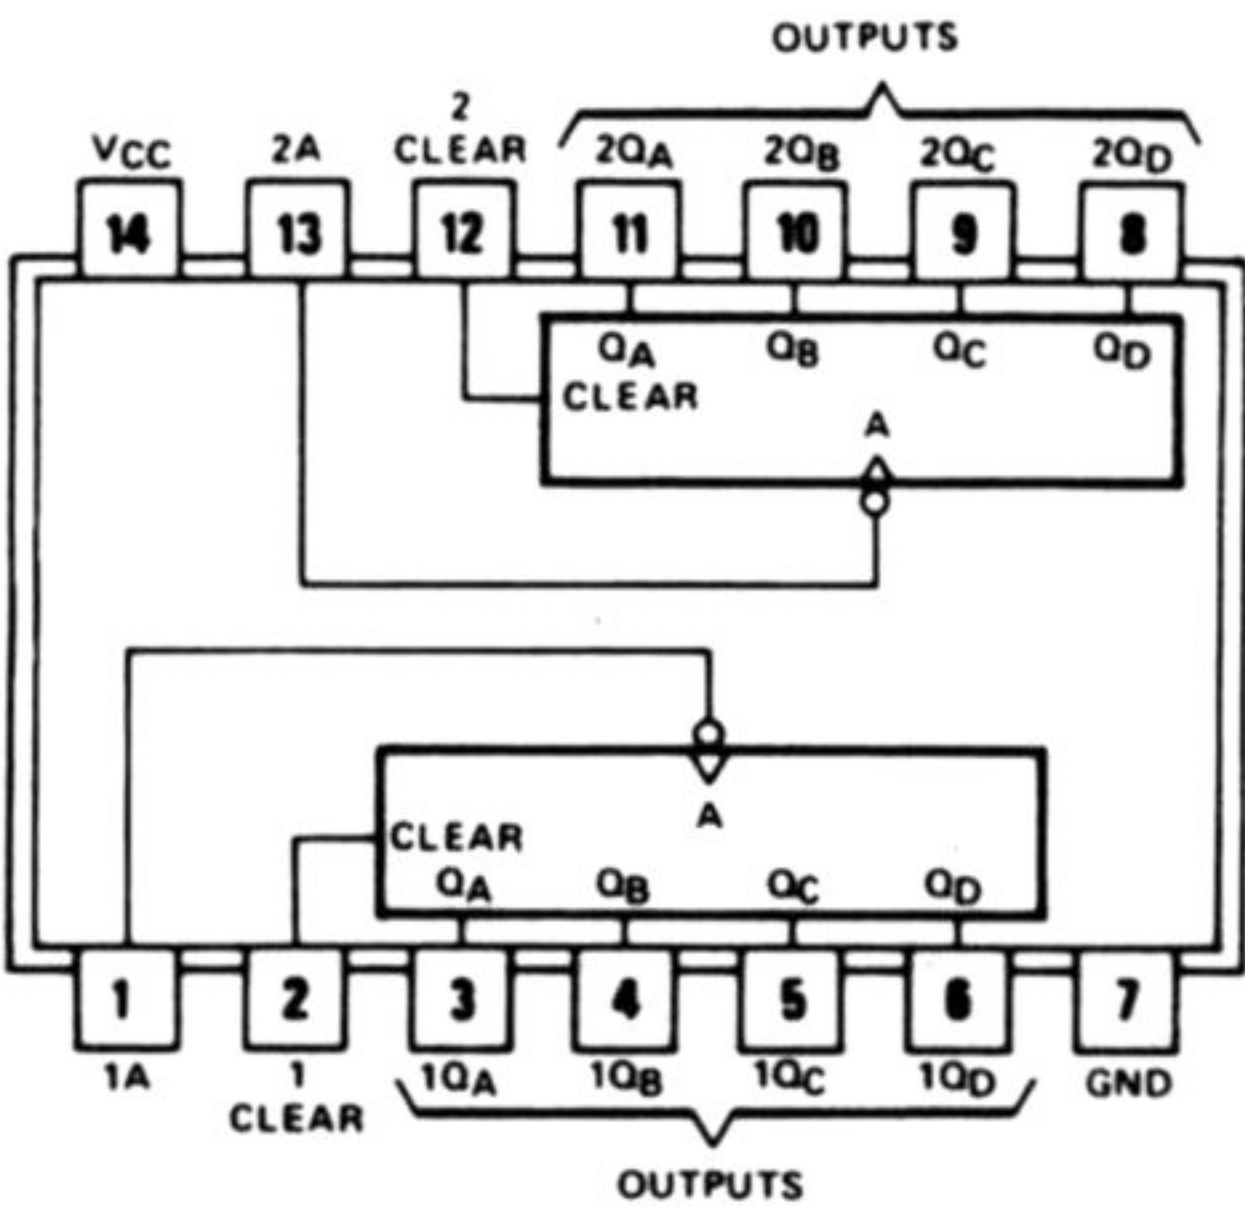 OUTPUTS
VCC 2A 2 CLEAR 2QA 2QB 2QC 2QD
14 13 12 11 10 9 8
QA QB QC QD
CLEAR
A
A
CLEAR
QA QB QC QD
1 2 3 4 5 6 7
1A 1 CLEAR 1QA 1QB 1QC 1QD GND
OUTPUTS